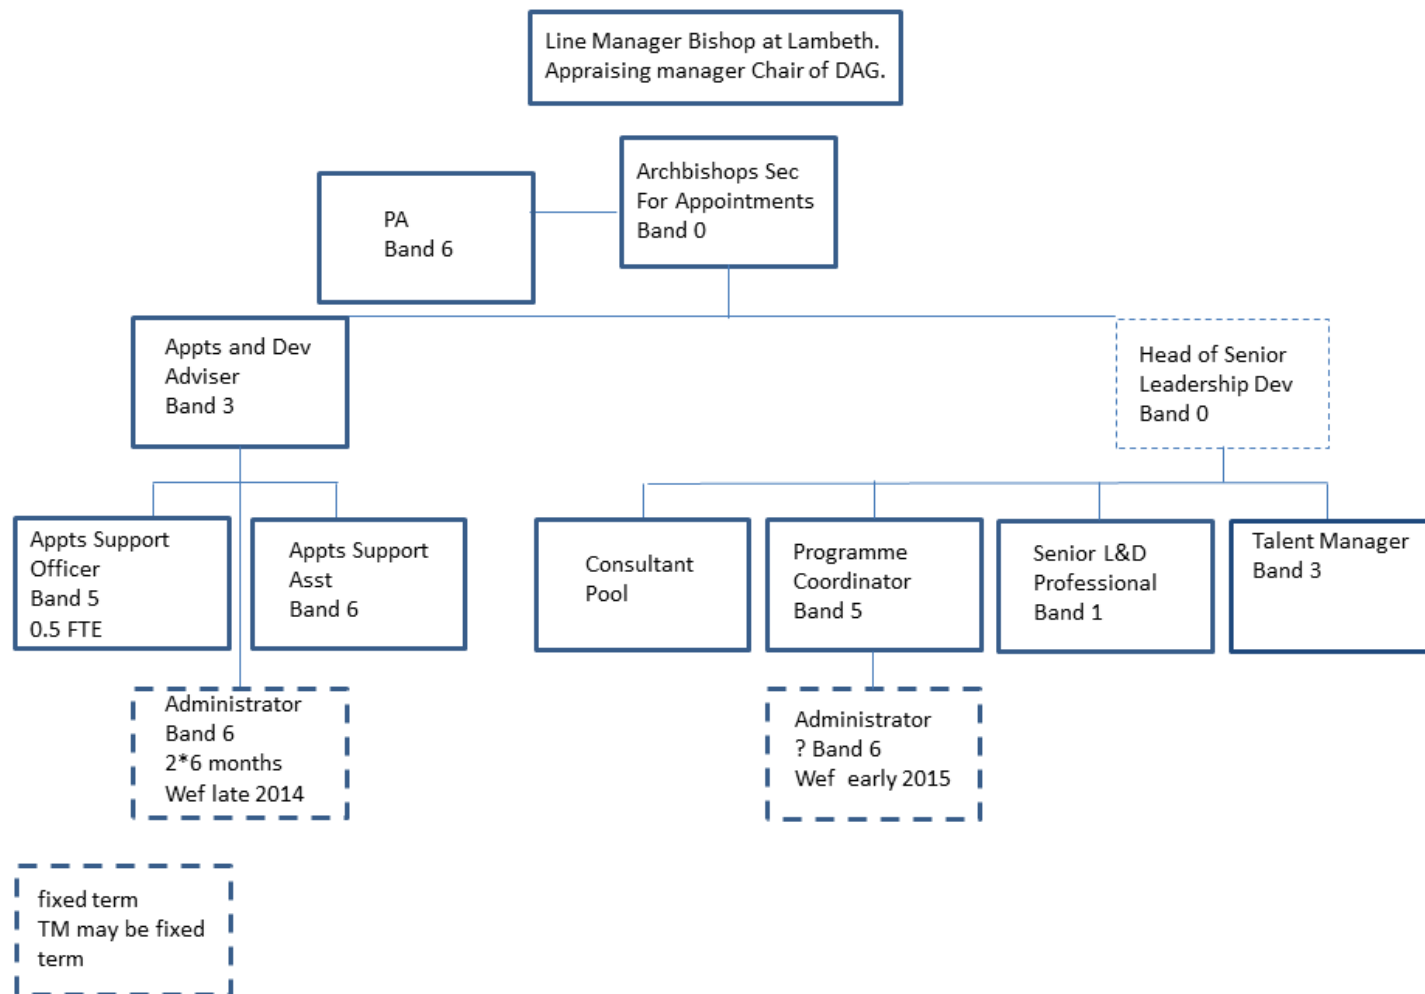 Line Manager Bishop at Lambeth.
Appraising manager Chair of DAG.
Archbishops Sec
For Appointments
Band 0
PA
Band 6
Appts and Dev
Adviser
Band 3
Head of Senior
Leadership Dev
Band 0
Appts Support
Officer
Band 5
0.5 FTE
Appts Support
Asst
Band 6
Consultant
Pool
Programme
Coordinator
Band 5
Senior L&D
Professional
Band 1
Talent Manager
Band 3
Administrator
Band 6
2*6 months
Wef late 2014
Administrator
? Band 6
Wef early 2015
fixed term
TM may be fixed
term